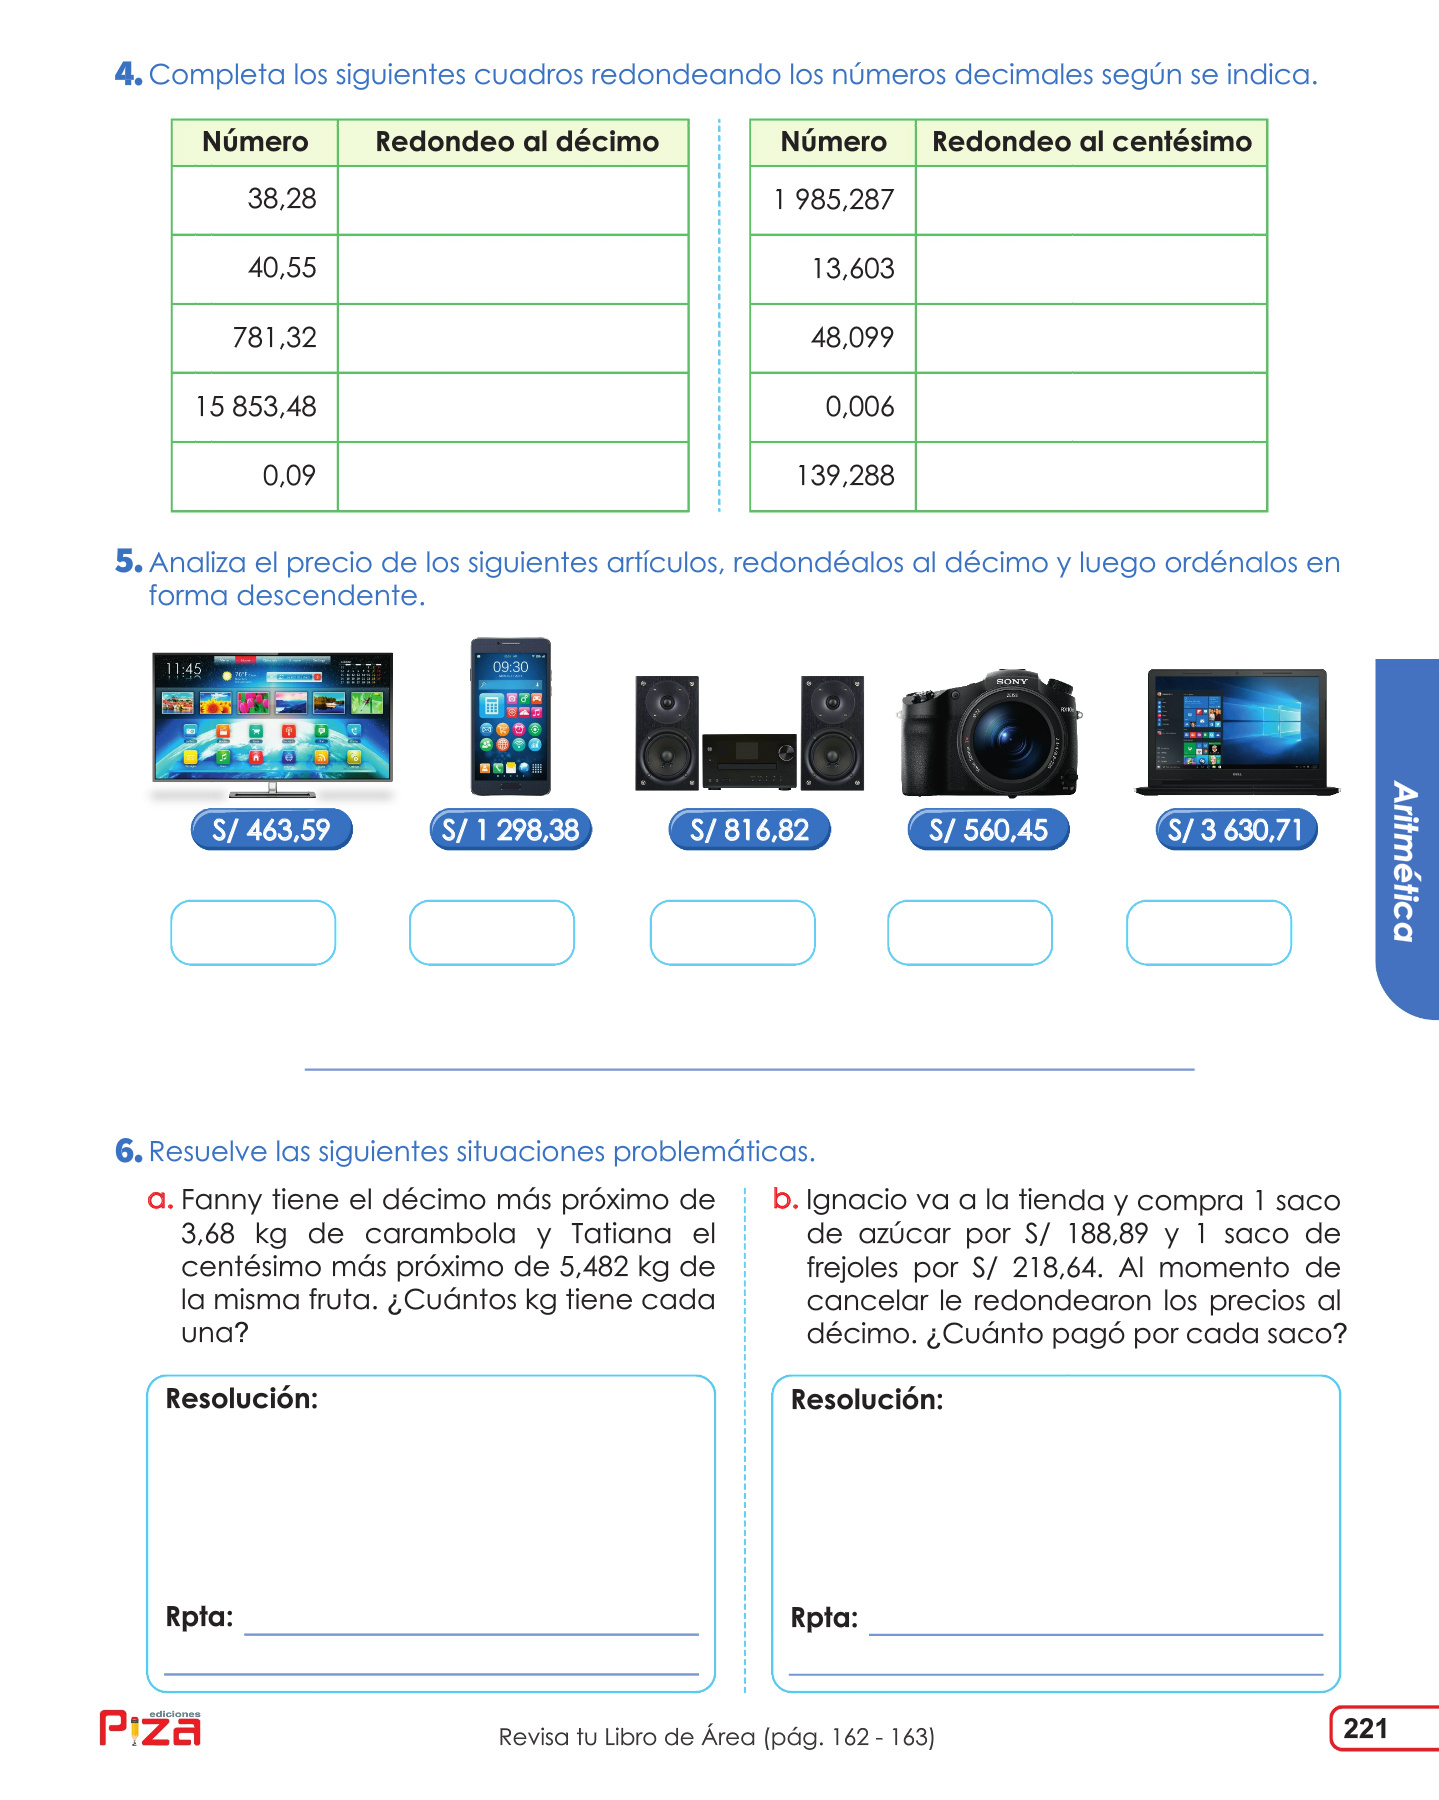 4. Completa los siguientes cuadros redondeando los números decimales según se indica.
Número Redondeo al décimo
38,28
40,55
781,32
15 853,48
0,09
Número Redondeo al centésimo
1 985,287
13,603
48,099
0,006
139,288
5. Analiza el precio de los siguientes artículos, redondéalos al décimo y luego ordénalos en
forma descendente.
11:45
09:30
SONY
S/ 463,59
S/ 1 298,38
S/ 816,82
S/ 560,45
S/ 3 630,71
Aritmética
6. Resuelve las siguientes situaciones problemáticas.
a. Fanny tiene el décimo más próximo de
3,68 kg de carambola y Tatiana el
centésimo más próximo de 5,482 kg de
la misma fruta. ¿Cuántos kg tiene cada
una?
Resolución:
Rpta:
b. Ignacio va a la tienda y compra 1 saco
de azúcar por S/ 188,89 y 1 saco de
frejoles por S/ 218,64. Al momento de
cancelar le redondearon los precios al
décimo. ¿Cuánto pagó por cada saco?
Resolución:
Rpta:
ediciones
Piza
Revisa tu Libro de Área (pág. 162 - 163)
221